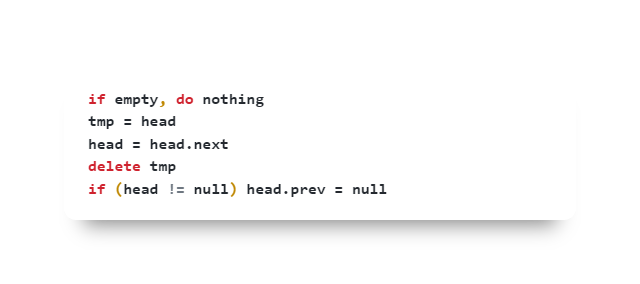 if empty, do nothing
tmp = head
head = head.next
delete tmp
if (head != null) head.prev = null